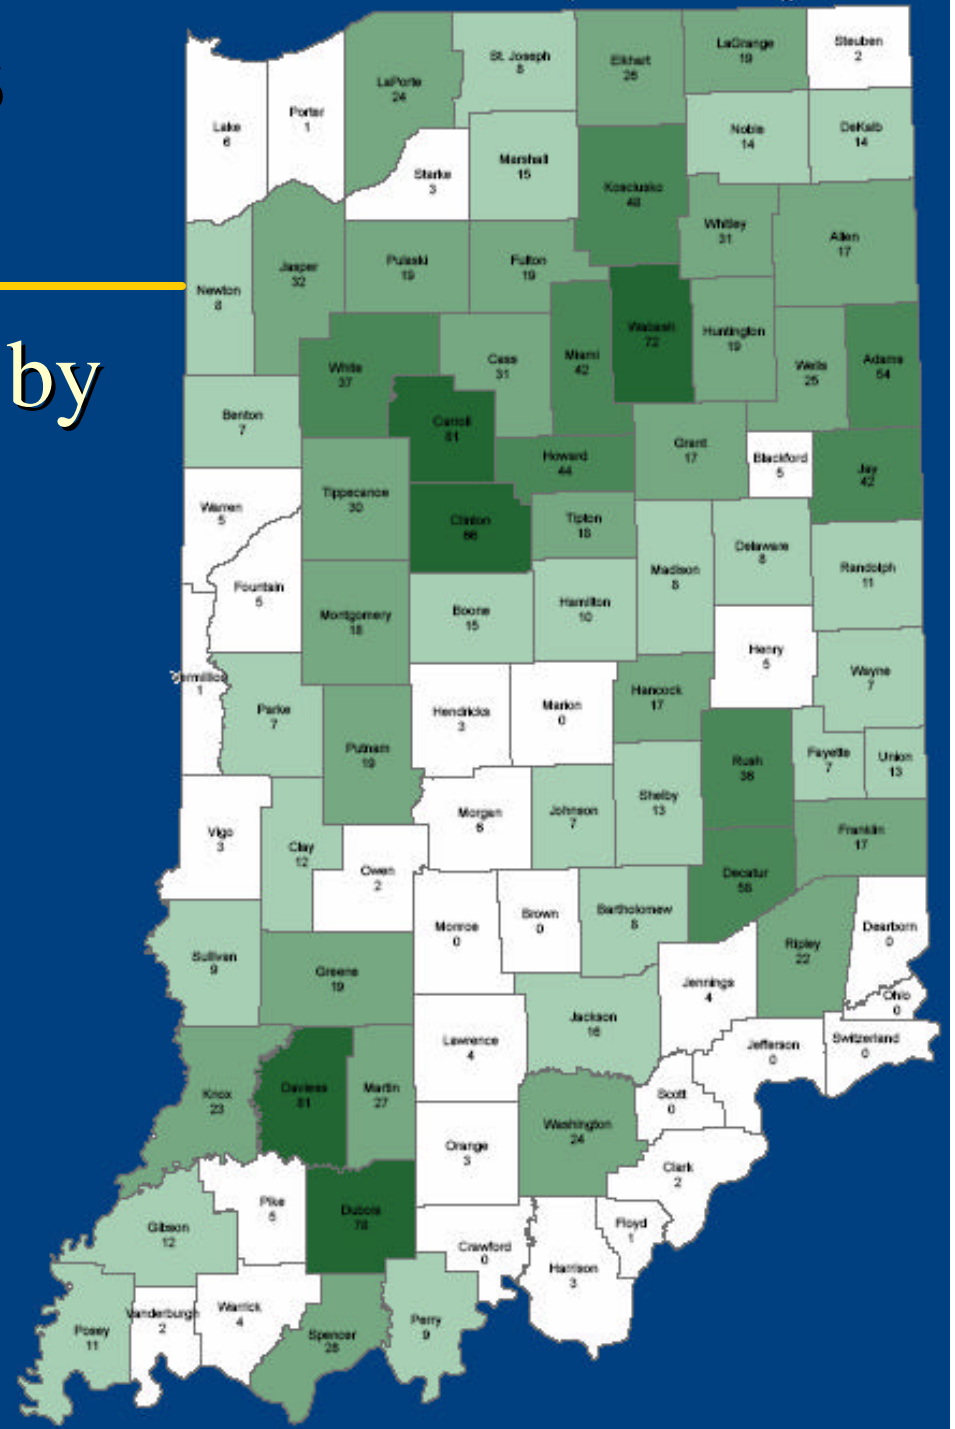 by
LaPorte
24
St. Joseph
8
Elkhart
26
LaGrange
19
Steuben
2
Lake
6
Porter
1
Starke
3
Marshall
15
Noble
14
DeKalb
14
Kosciusko
48
Whitley
31
Allen
17
Newton
8
Jasper
32
Pulaski
19
Fulton
19
White
37
Cass
31
Miami
42
Wabash
72
Huntington
19
Wells
25
Adams
54
Benton
7
Carroll
81
Howard
44
Grant
17
Blackford
5
Jay
42
Warren
5
Tippecanoe
30
Clinton
66
Tipton
18
Madison
8
Delaware
8
Randolph
11
Fountain
5
Montgomery
18
Boone
15
Hamilton
10
Henry
5
Wayne
7
Vermillion
1
Parke
7
Putnam
19
Hendricks
3
Marion
0
Hancock
17
Rush
38
Fayette
7
Union
13
Vigo
3
Clay
12
Owen
2
Morgan
6
Johnson
7
Shelby
13
Franklin
17
Decatur
56
Sullivan
9
Greene
19
Monroe
0
Brown
0
Bartholomew
8
Jennings
4
Ripley
22
Dearborn
0
Ohio
0
Knox
23
Daviess
81
Martin
27
Lawrence
4
Jackson
16
Jefferson
0
Switzerland
0
Scott
0
Orange
3
Washington
24
Clark
2
Gibson
12
Pike
5
Dubois
78
Crawford
0
Harrison
3
Floyd
1
Posey
11
Vanderburgh
2
Warrick
4
Spencer
28
Perry
9